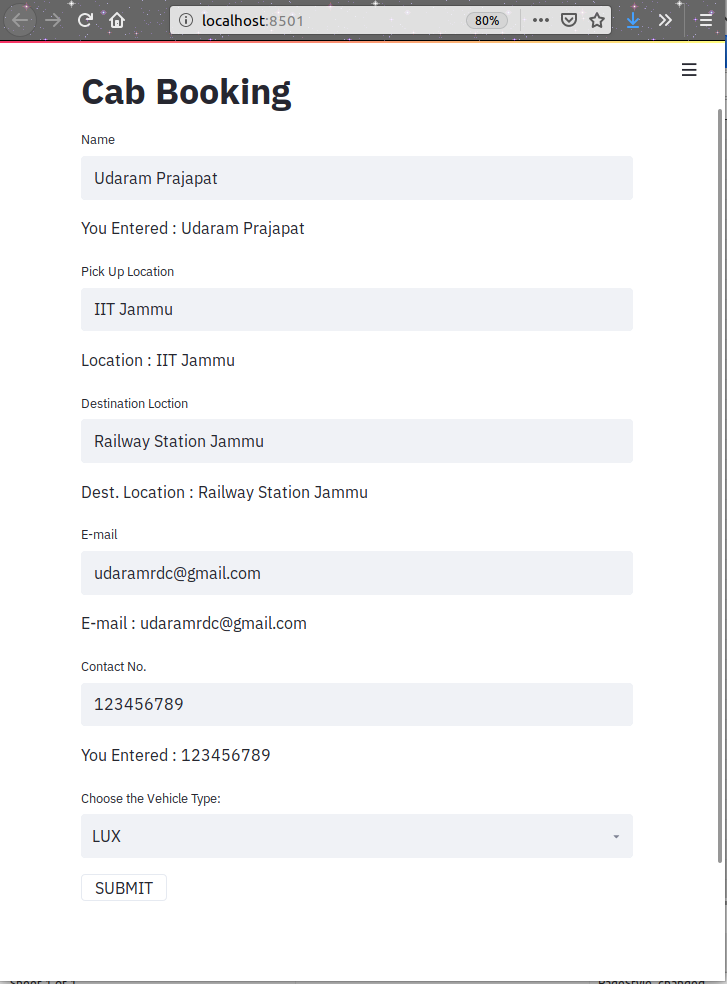 localhost:8501
80%
Cab Booking
Name
Udaram Prajapat
You Entered : Udaram Prajapat
Pick Up Location
IIT Jammu
Location : IIT Jammu
Destination Loction
Railway Station Jammu
Dest. Location : Railway Station Jammu
E-mail
udaramrdc@gmail.com
E-mail : udaramrdc@gmail.com
Contact No.
123456789
You Entered : 123456789
Choose the Vehicle Type:
LUX
SUBMIT